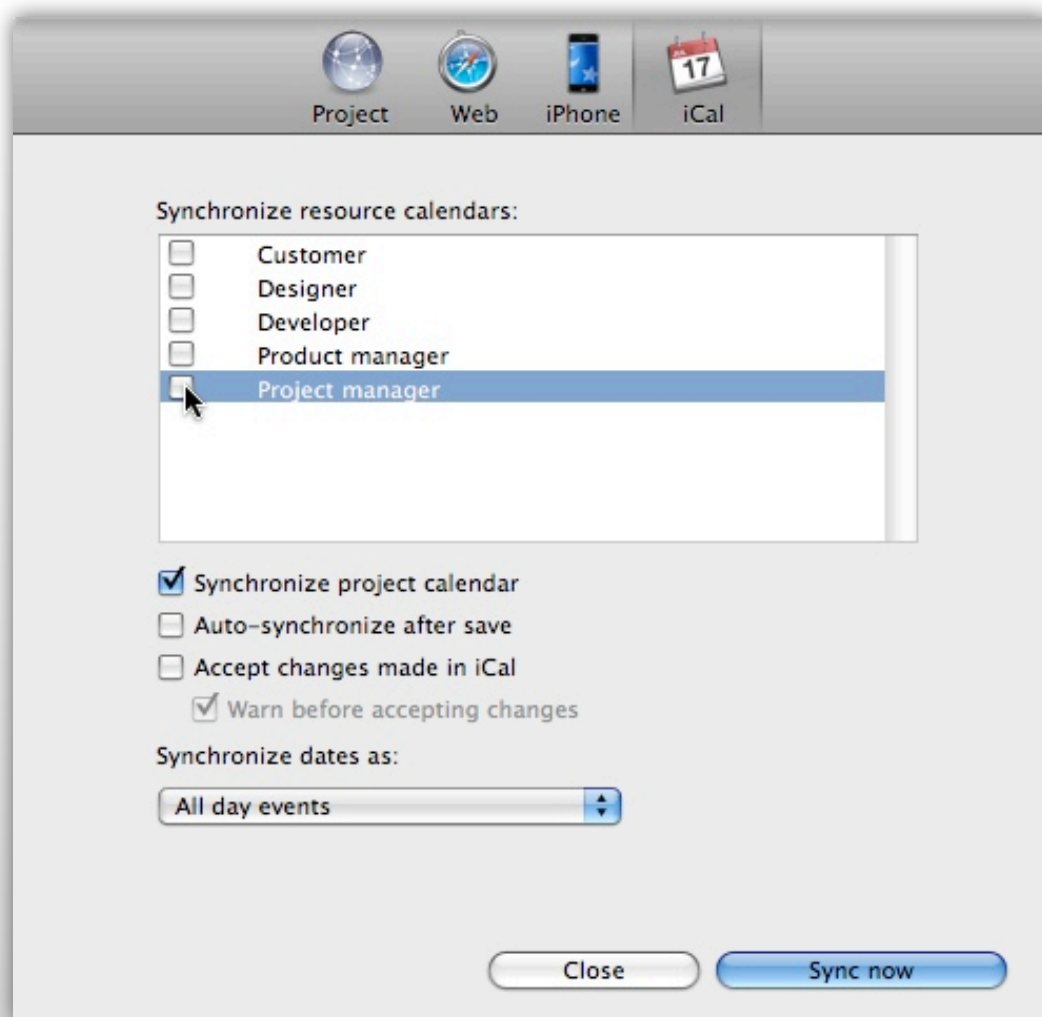 Project Web iPhone iCal
JUL
17
Synchronize resource calendars:
Customer
Designer
Developer
Product manager
Project manager
Synchronize project calendar
Auto-synchronize after save
Accept changes made in iCal
Warn before accepting changes
Synchronize dates as:
All day events
Close Sync now